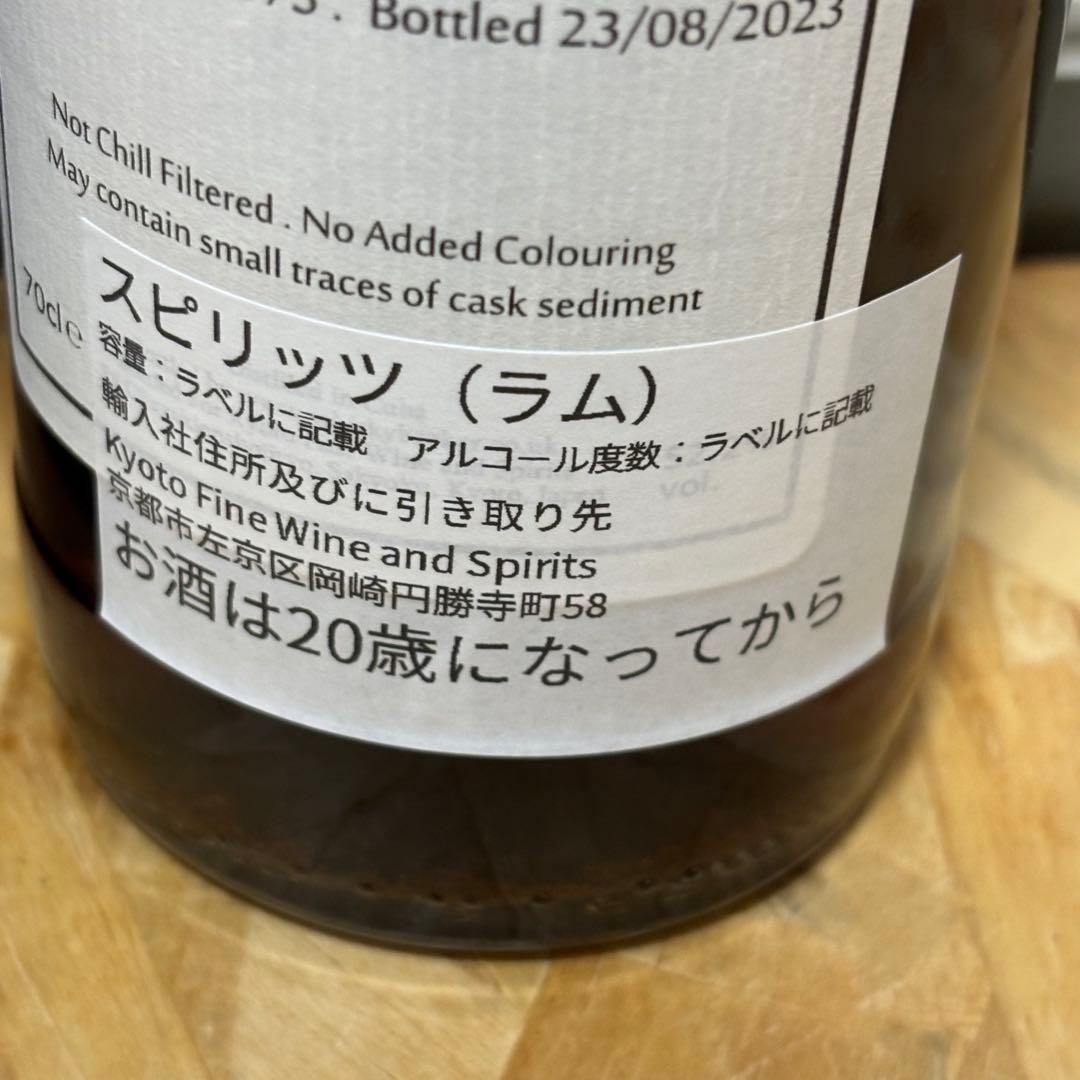 Bottled 23/08/2023
Not Chill Filtered . No Added Colouring
May contain small traces of cask sediment
70cl e
スピリッツ（ラム）
容量：ラベルに記載　アルコール度数：ラベルに記載
輸入社住所及びに引き取り先
Kyoto Fine Wine and Spirits
京都市左京区岡崎円勝寺町58
お酒は20歳になってから
vol.